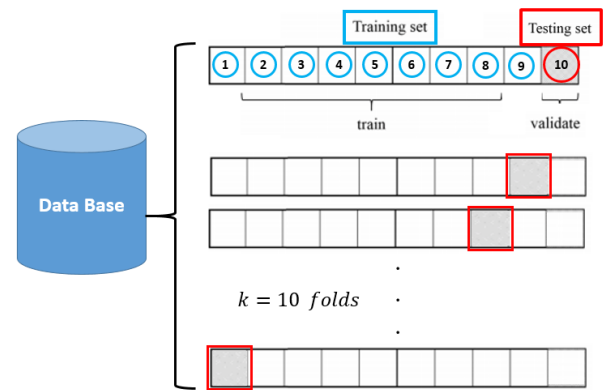 Training set
Testing set
1 2 3 4 5 6 7 8 9 10
train
validate
Data Base
k = 10 folds